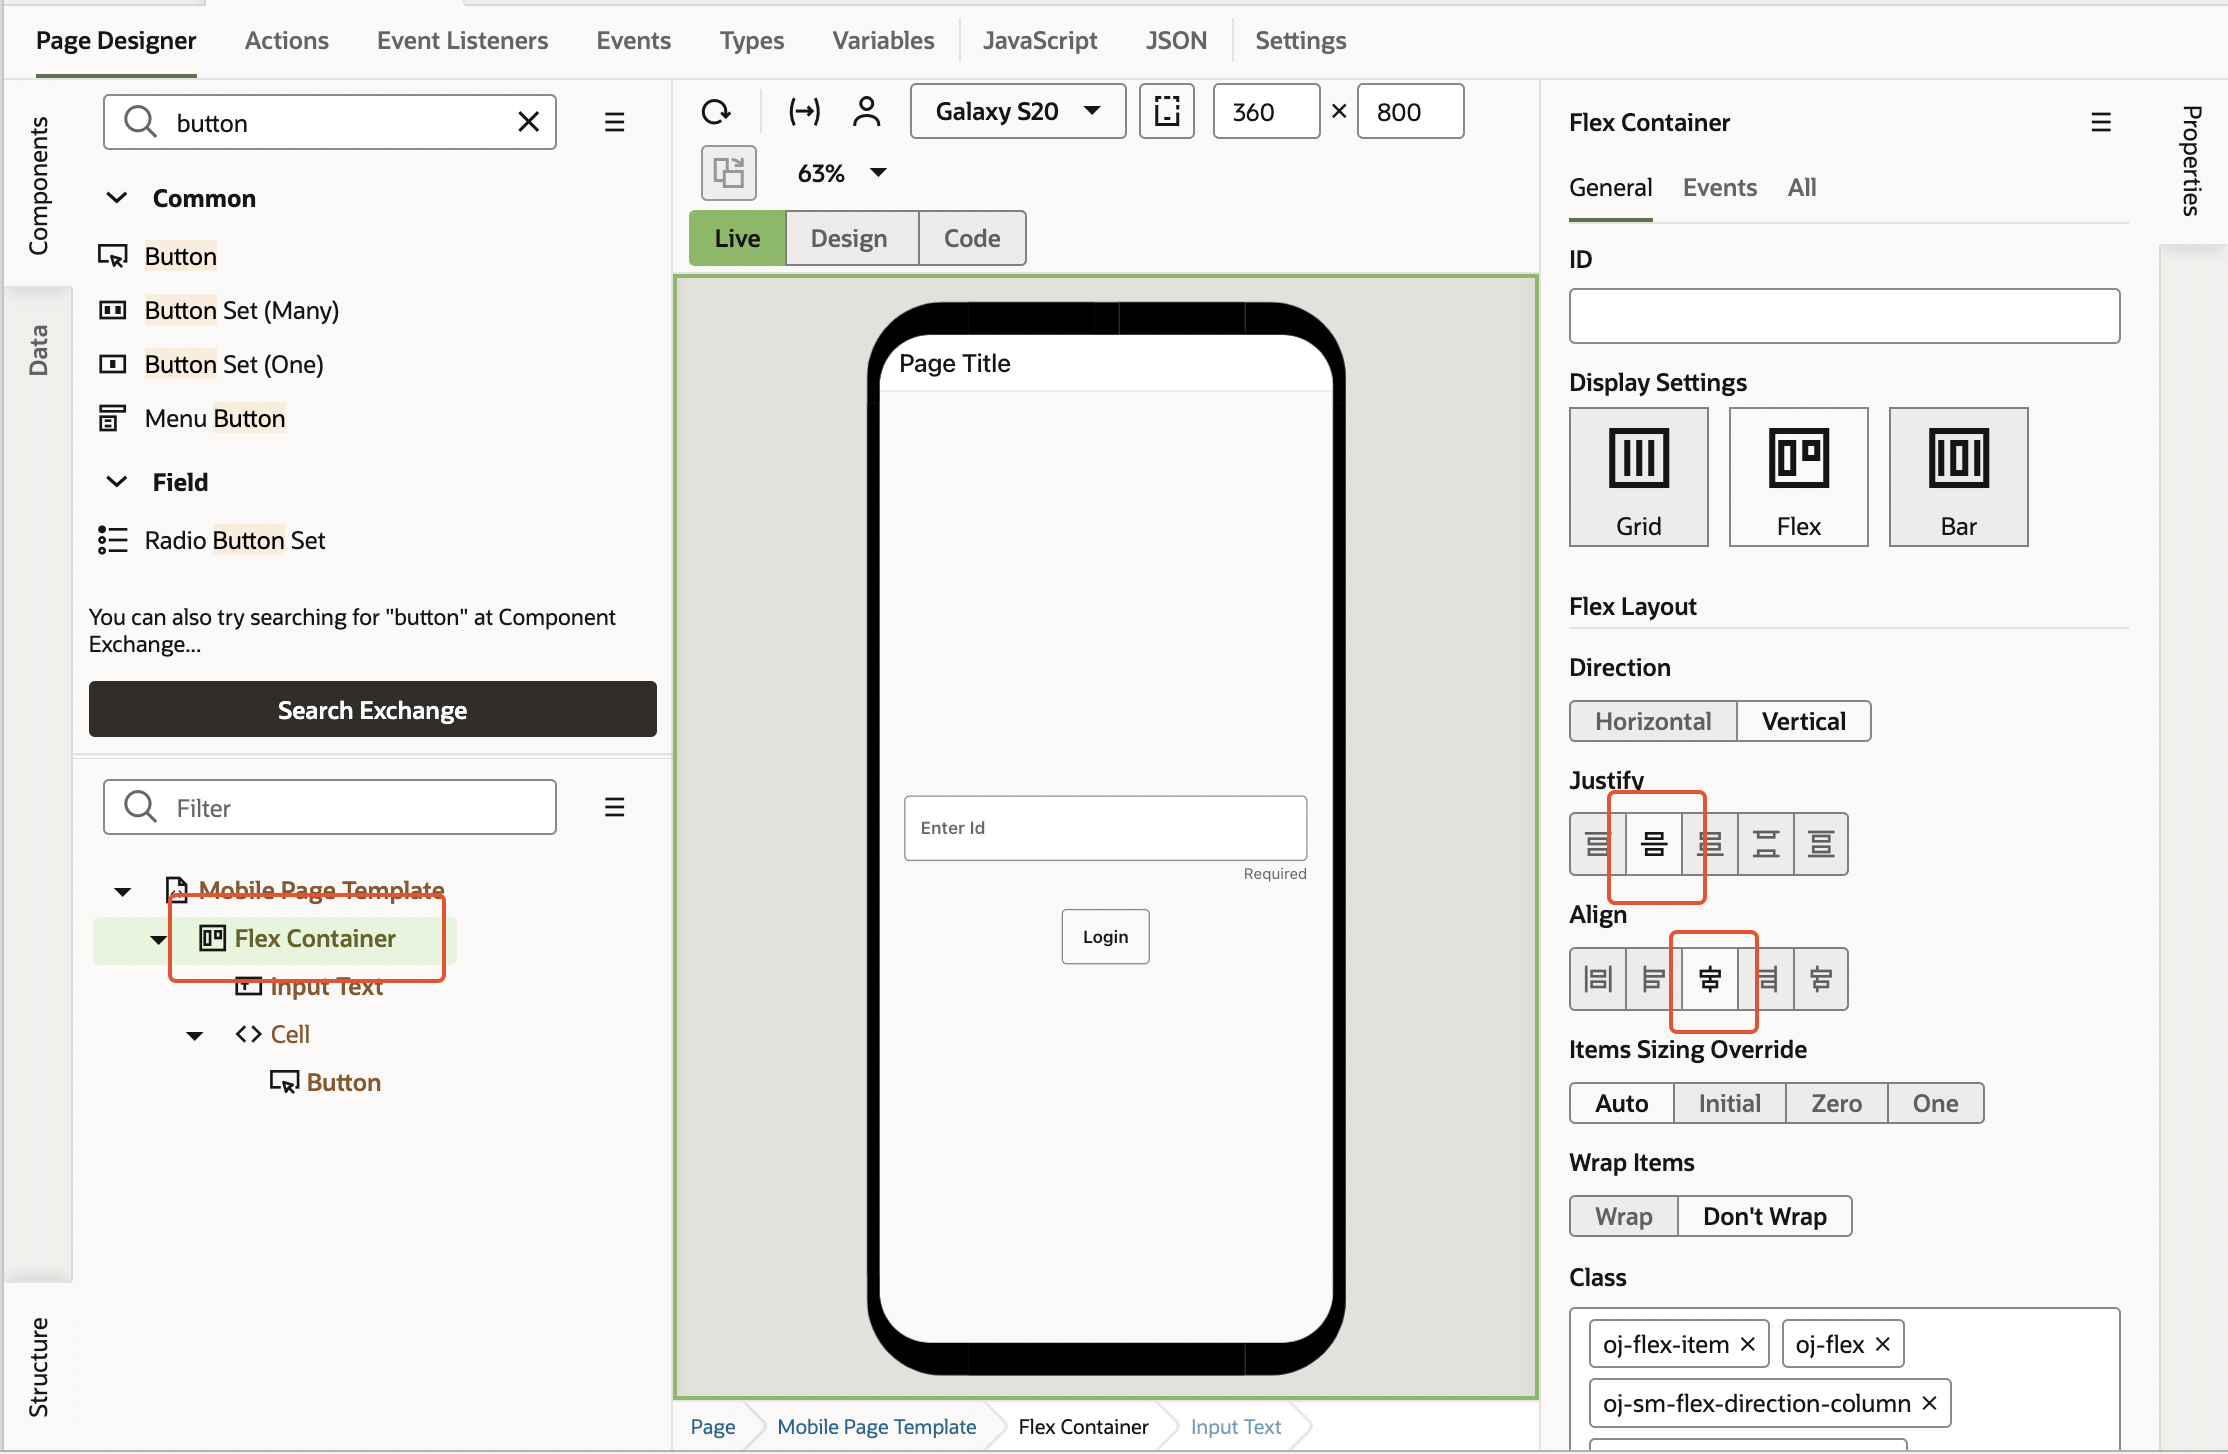 Page Designer Actions Event Listeners Events Types Variables JavaScript JSON Settings
Components
Data
Structure
button
Common
Button
Button Set (Many)
Button Set (One)
Menu Button
Field
Radio Button Set
You can also try searching for "button" at Component
Exchange...
Search Exchange
Filter
Mobile Page Template
Flex Container
Input Text
Cell
Button
Galaxy S20 360 × 800
63%
Live Design Code
Page Title
Enter Id
Required
Login
Page Mobile Page Template Flex Container Input Text
Properties
Flex Container
General Events All
ID
Display Settings
Grid Flex Bar
Flex Layout
Direction
Horizontal Vertical
Justify
Align
Items Sizing Override
Auto Initial Zero One
Wrap Items
Wrap Don't Wrap
Class
oj-flex-item oj-flex
oj-sm-flex-direction-column